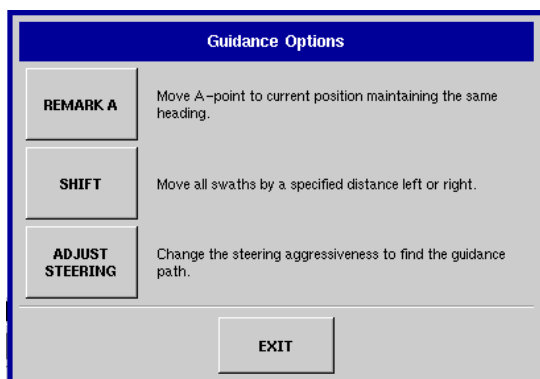 Guidance Options
REMARK A
Move A-point to current position maintaining the same
heading.
SHIFT
Move all swaths by a specified distance left or right.
ADJUST
STEERING
Change the steering aggressiveness to find the guidance
path.
EXIT